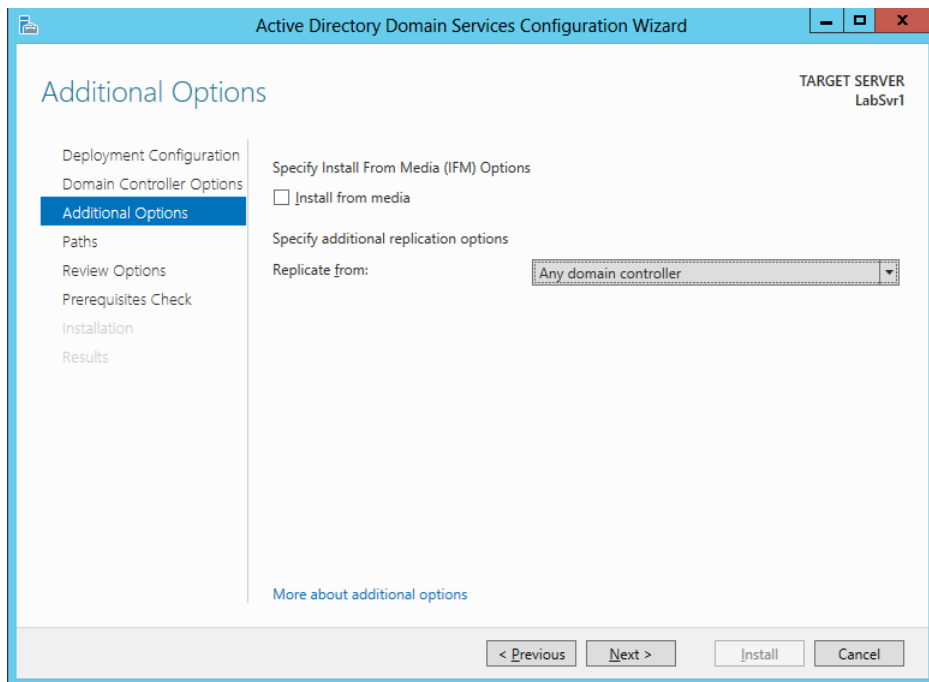 Active Directory Domain Services Configuration Wizard
Additional Options
TARGET SERVER
LabSvr1
Deployment Configuration
Domain Controller Options
Additional Options
Paths
Review Options
Prerequisites Check
Installation
Results
Specify Install From Media (IFM) Options
Install from media
Specify additional replication options
Replicate from:
Any domain controller
More about additional options
< Previous
Next >
Install
Cancel